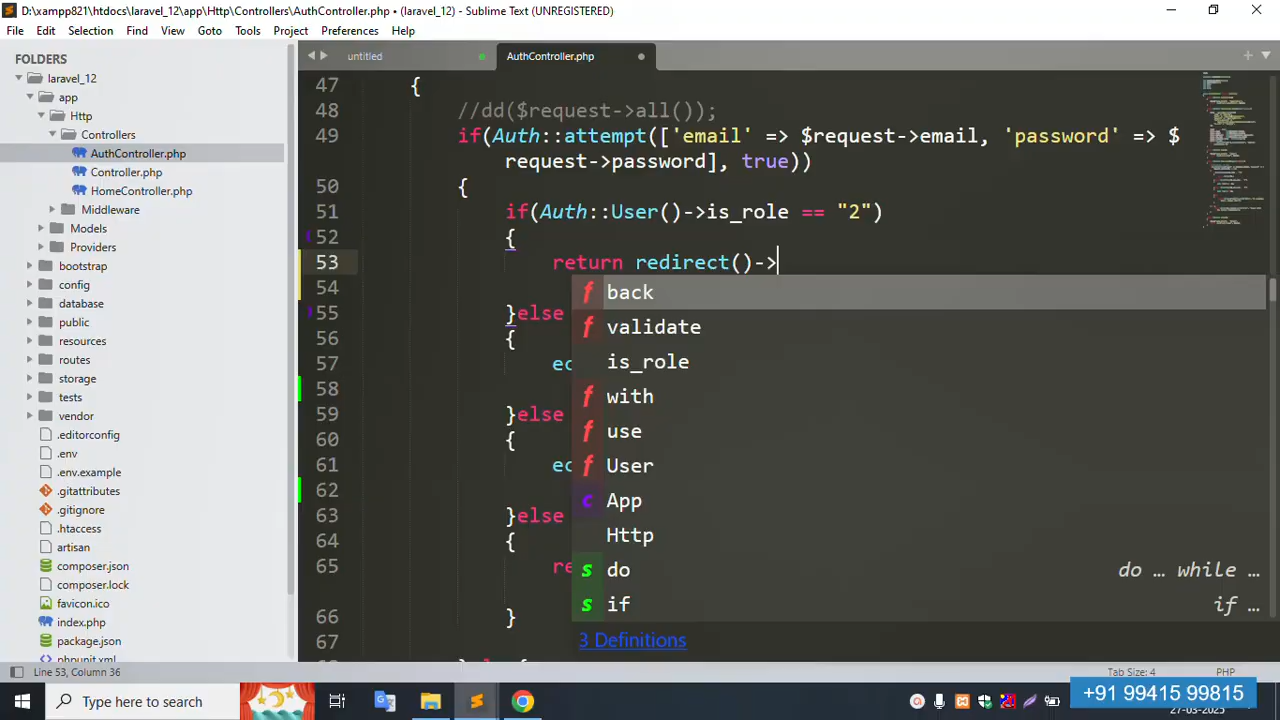 D:\xampp821\htdocs\laravel_12\app\Http\Controllers\AuthController.php • (laravel_12) - Sublime Text (UNREGISTERED)
File Edit Selection Find View Goto Tools Project Preferences Help
FOLDERS
laravel_12
app
Http
Controllers
AuthController.php
Controller.php
HomeController.php
Middleware
Models
Providers
bootstrap
config
database
public
resources
routes
storage
tests
vendor
.editorconfig
.env
.env.example
.gitattributes
.gitignore
.htaccess
artisan
composer.json
composer.lock
favicon.ico
index.php
package.json
phpunit.xml
untitled
AuthController.php
47 {
48 //dd($request->all());
49 if(Auth::attempt(['email' => $request->email, 'password' => $
request->password], true))
50 {
51 if(Auth::User()->is_role == "2")
52 {
53 return redirect()->
54
55 }else
56 {
57 ec
58
59 }else
60 {
61 ec
62
63 }else
64 {
65 re
66 }
67
f back
f validate
is_role
f with
f use
f User
c App
Http
s do do … while …
s if if …
3 Definitions
Line 53, Column 36
Tab Size: 4
PHP
Type here to search
+91 99415 99815
27-03-2025